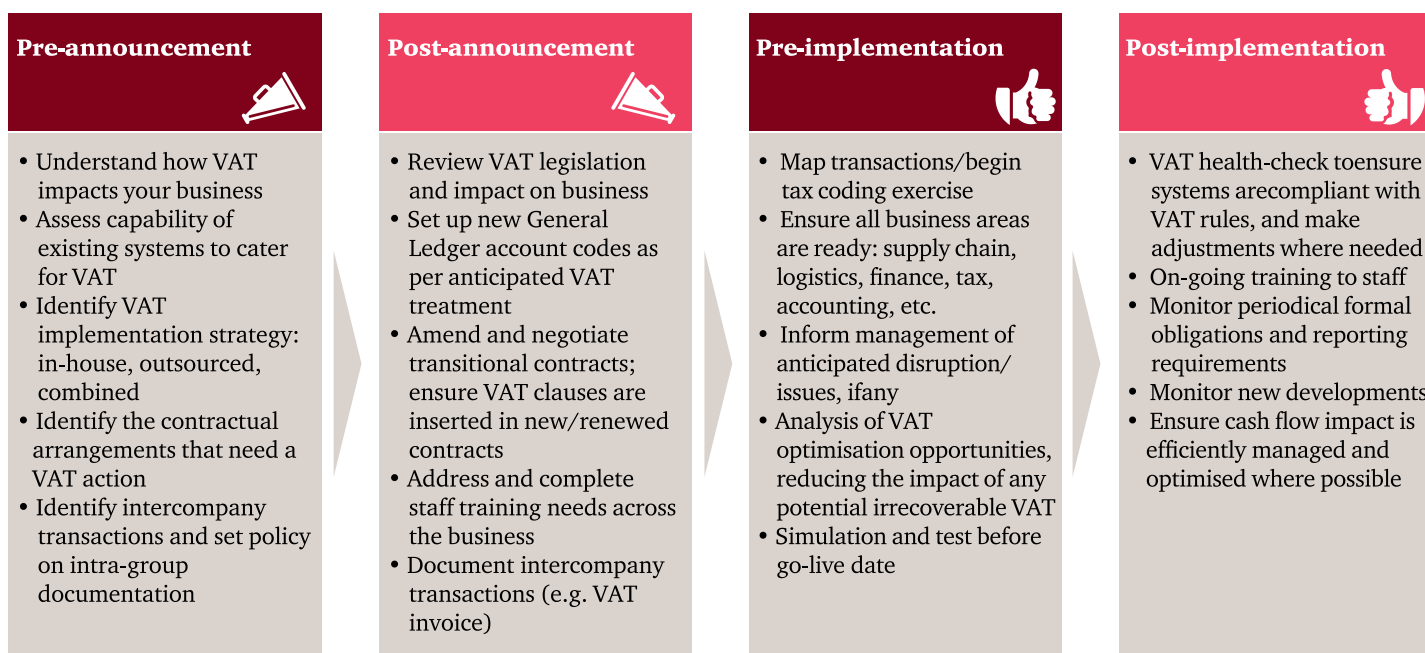 Pre-announcement
• Understand how VAT
impacts your business
• Assess capability of
existing systems to cater
for VAT
• Identify VAT
implementation strategy:
in-house, outsourced,
combined
• Identify the contractual
arrangements that need a
VAT action
• Identify intercompany
transactions and set policy
on intra-group
documentation
Post-announcement
• Review VAT legislation
and impact on business
• Set up new General
Ledger account codes as
per anticipated VAT
treatment
• Amend and negotiate
transitional contracts;
ensure VAT clauses are
inserted in new/renewed
contracts
• Address and complete
staff training needs across
the business
• Document intercompany
transactions (e.g. VAT
invoice)
Pre-implementation
• Map transactions/begin
tax coding exercise
• Ensure all business areas
are ready: supply chain,
logistics, finance, tax,
accounting, etc.
• Inform management of
anticipated disruption/
issues, ifany
• Analysis of VAT
optimisation opportunities,
reducing the impact of any
potential irrecoverable VAT
• Simulation and test before
go-live date
Post-implementation
• VAT health-check toensure
systems arecompliant with
VAT rules, and make
adjustments where needed
• On-going training to staff
• Monitor periodical formal
obligations and reporting
requirements
• Monitor new developments
• Ensure cash flow impact is
efficiently managed and
optimised where possible